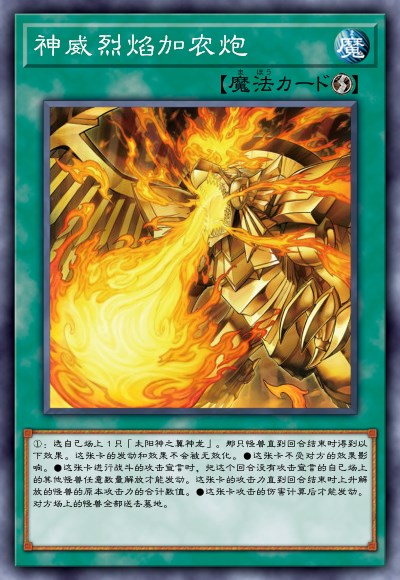 神威烈焰加农炮
魔
【魔法カード】
まほう
①：选自己场上1只「太阳神之翼神龙」。那只怪兽直到回合结束时得到以
下效果。这张卡的发动和效果不会被无效化。●这张卡不受对方的效果影
响。●这张卡进行战斗的攻击宣言时，把这个回合没有攻击宣言的自己场上
的其他怪兽任意数量解放才能发动。这张卡的攻击力直到回合结束时上升解
放的怪兽的原本攻击力的合计数值。●这张卡攻击的伤害计算后才能发动。
对方场上的怪兽全部送去墓地。